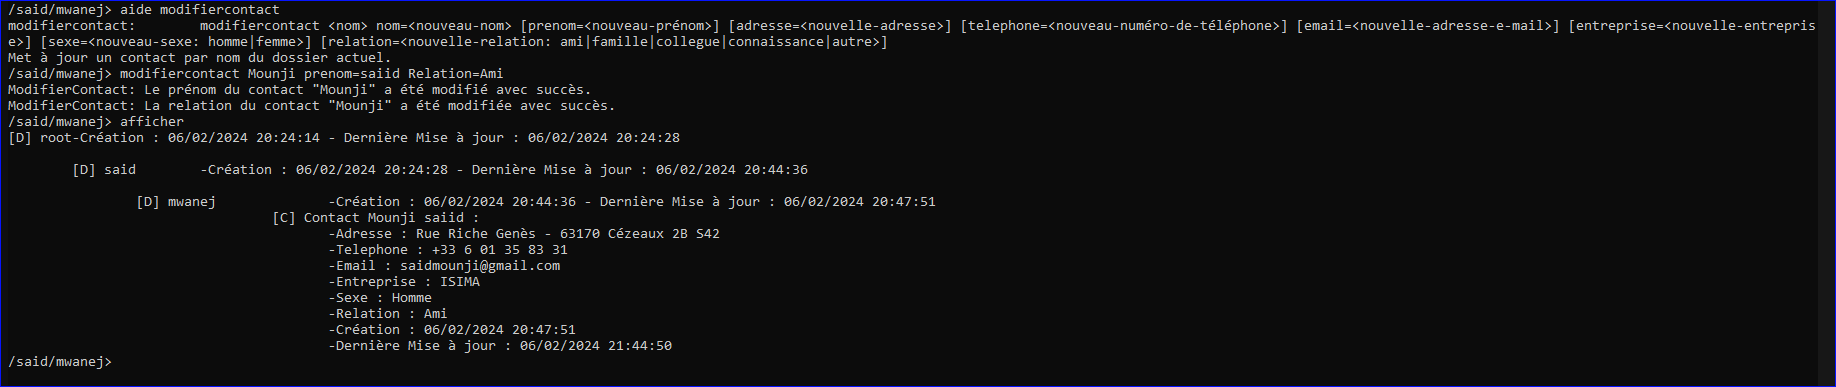 /said/mwanej> aide modifiercontact
modifiercontact:        modifiercontact <nom> nom=<nouveau-nom> [prenom=<nouveau-prénom>] [adresse=<nouvelle-adresse>] [telephone=<nouveau-numéro-de-téléphone>] [email=<nouvelle-adresse-e-mail>] [entreprise=<nouvelle-entrepris
e>] [sexe=<nouveau-sexe: homme|femme>] [relation=<nouvelle-relation: ami|famille|collegue|connaissance|autre>]
Met à jour un contact par nom du dossier actuel.
/said/mwanej> modifiercontact Mounji prenom=saiid Relation=Ami
ModifierContact: Le prénom du contact "Mounji" a été modifié avec succès.
ModifierContact: La relation du contact "Mounji" a été modifiée avec succès.
/said/mwanej> afficher
[D] root-Création : 06/02/2024 20:24:14 - Dernière Mise à jour : 06/02/2024 20:24:28
[D] said        -Création : 06/02/2024 20:24:28 - Dernière Mise à jour : 06/02/2024 20:44:36
[D] mwanej              -Création : 06/02/2024 20:44:36 - Dernière Mise à jour : 06/02/2024 20:47:51
[C] Contact Mounji saiid :
-Adresse : Rue Riche Genès - 63170 Cézeaux 2B S42
-Telephone : +33 6 01 35 83 31
-Email : saidmounji@gmail.com
-Entreprise : ISIMA
-Sexe : Homme
-Relation : Ami
-Création : 06/02/2024 20:47:51
-Dernière Mise à jour : 06/02/2024 21:44:50
/said/mwanej>